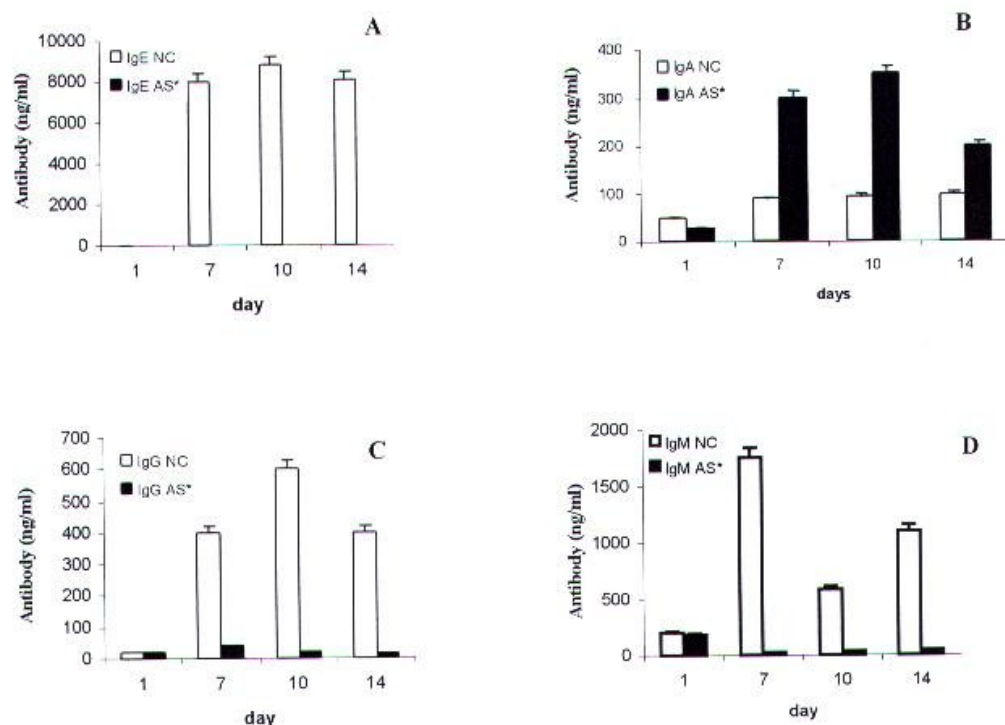 A
IgE NC
IgE AS*
Antibody (ng/ml)
10000
8000
6000
4000
2000
0
1 7 10 14
day
B
IgA NC
IgA AS*
Antibody (ng/ml)
400
300
200
100
0
1 7 10 14
days
C
IgG NC
IgG AS*
Antibody (ng/ml)
700
600
500
400
300
200
100
0
1 7 10 14
day
D
IgM NC
IgM AS*
Antibody (ng/ml)
2000
1500
1000
500
0
1 7 10 14
day